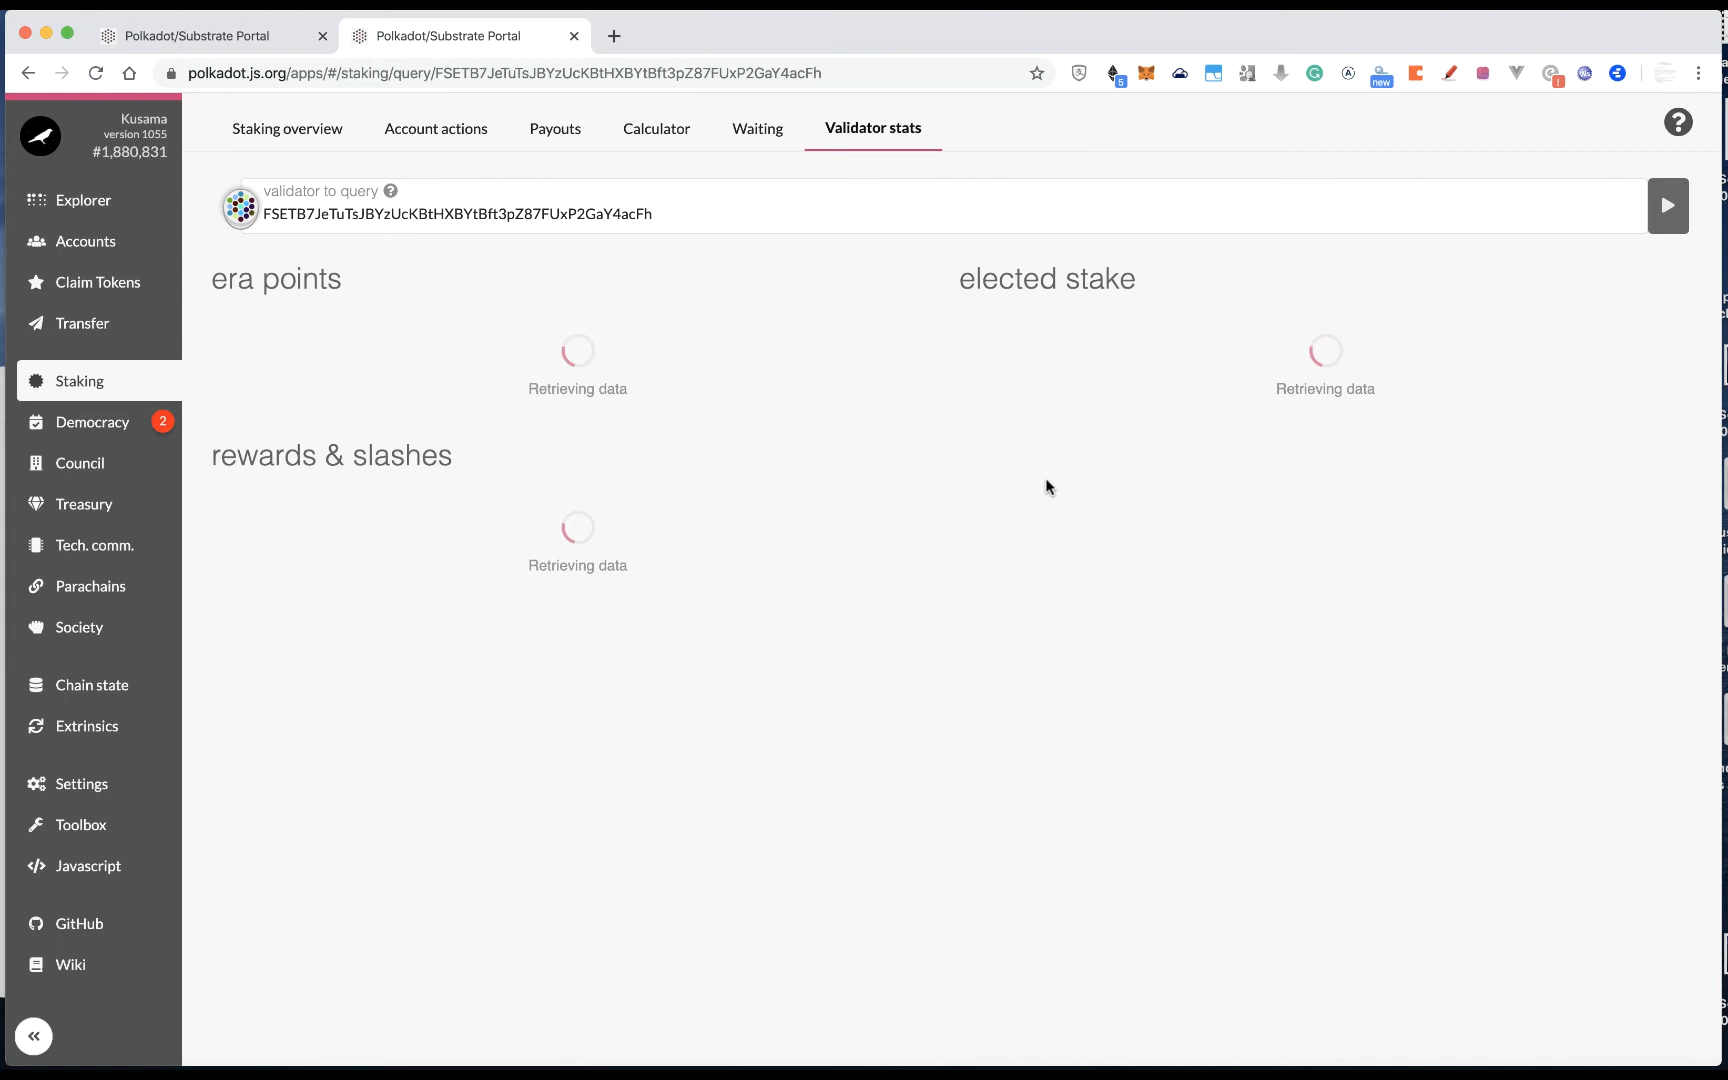 Polkadot/Substrate Portal
Polkadot/Substrate Portal
polkadot.js.org/apps/#/staking/query/FSETB7JeTuTsJBYzUcKBtHXBYtBft3pZ87FUxP2GaY4acFh
5
new
Kusama
version 1055
#1,880,831
Staking overview
Account actions
Payouts
Calculator
Waiting
Validator stats
?
Explorer
Accounts
Claim Tokens
Transfer
Staking
Democracy 2
Council
Treasury
Tech. comm.
Parachains
Society
Chain state
Extrinsics
Settings
Toolbox
Javascript
GitHub
Wiki
validator to query ?
FSETB7JeTuTsJBYzUcKBtHXBYtBft3pZ87FUxP2GaY4acFh
era points
elected stake
Retrieving data
Retrieving data
rewards & slashes
Retrieving data